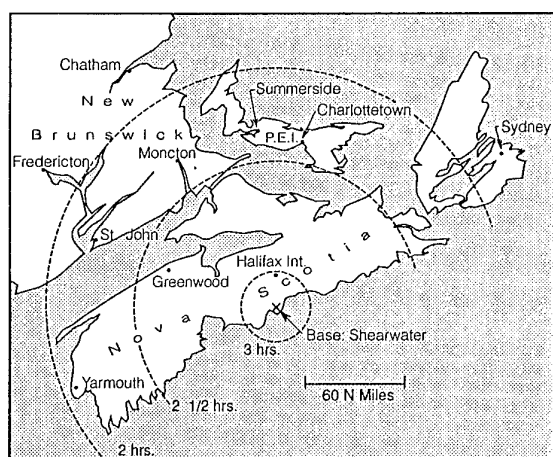 Chatham
New
Brunswick
Summerside
Charlottetown
P.E.I.
Sydney
Fredericton
Moncton
St. John
Greenwood
Halifax Int.
Nova Scotia
Base: Shearwater
3 hrs.
Yarmouth
2 1/2 hrs.
60 N Miles
2 hrs.